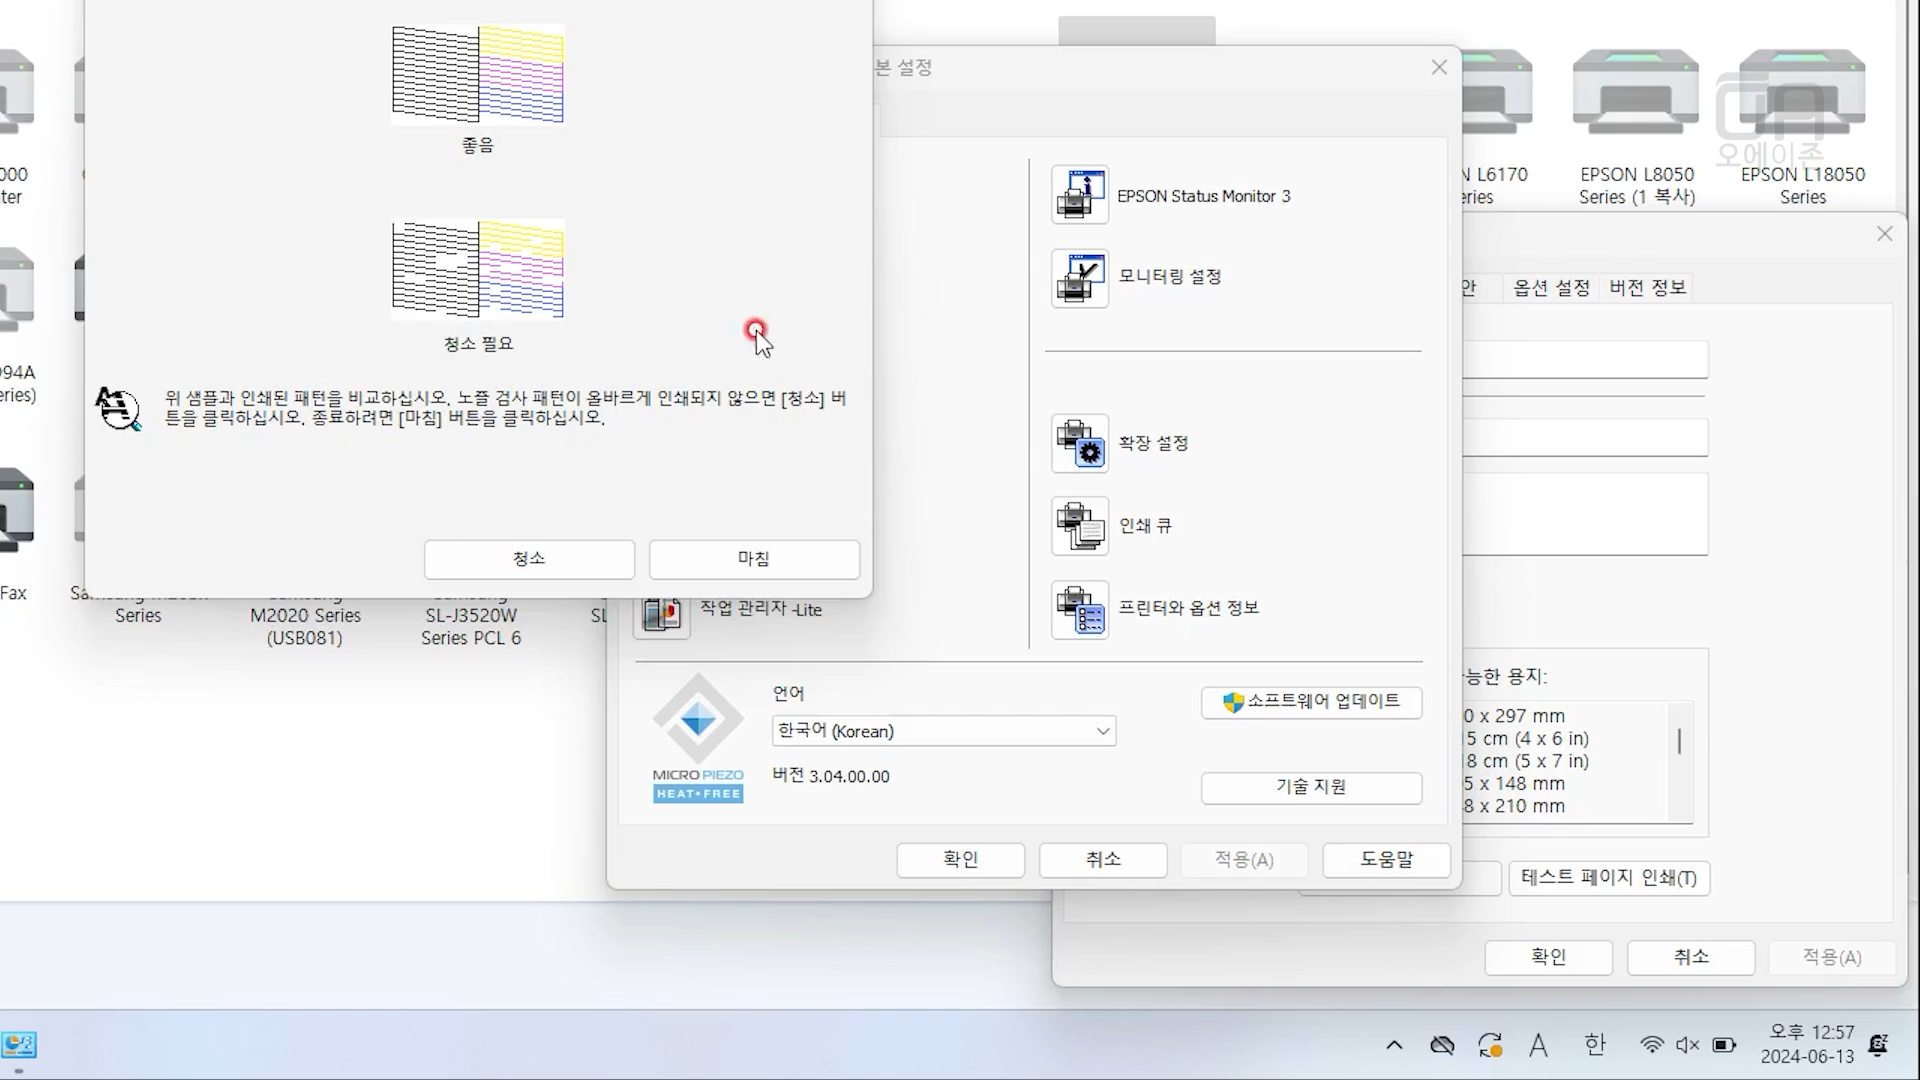 좋음
청소 필요
위 샘플과 인쇄된 패턴을 비교하십시오. 노즐 검사 패턴이 올바르게 인쇄되지 않으면 [청소] 버
튼을 클릭하십시오. 종료하려면 [마침] 버튼을 클릭하십시오.
청소
마침
본 설정
EPSON Status Monitor 3
모니터링 설정
확장 설정
인쇄 큐
프린터와 옵션 정보
작업 관리자 -Lite
MICRO PIEZO
HEAT•FREE
언어
한국어 (Korean)
버전 3.04.00.00
소프트웨어 업데이트
기술 지원
확인
취소
적용(A)
도움말
L6170
EPSON L8050
Series (1 복사)
EPSON L18050
Series
OA
오에이존
안
옵션 설정
버전 정보
능한 용지:
0 x 297 mm
5 cm (4 x 6 in)
8 cm (5 x 7 in)
5 x 148 mm
8 x 210 mm
테스트 페이지 인쇄(T)
확인
취소
적용(A)
000
ter
94A
eries)
Fax
Series
M2020 Series
(USB081)
SL-J3520W
Series PCL 6
SL
A
한
오후 12:57
2024-06-13